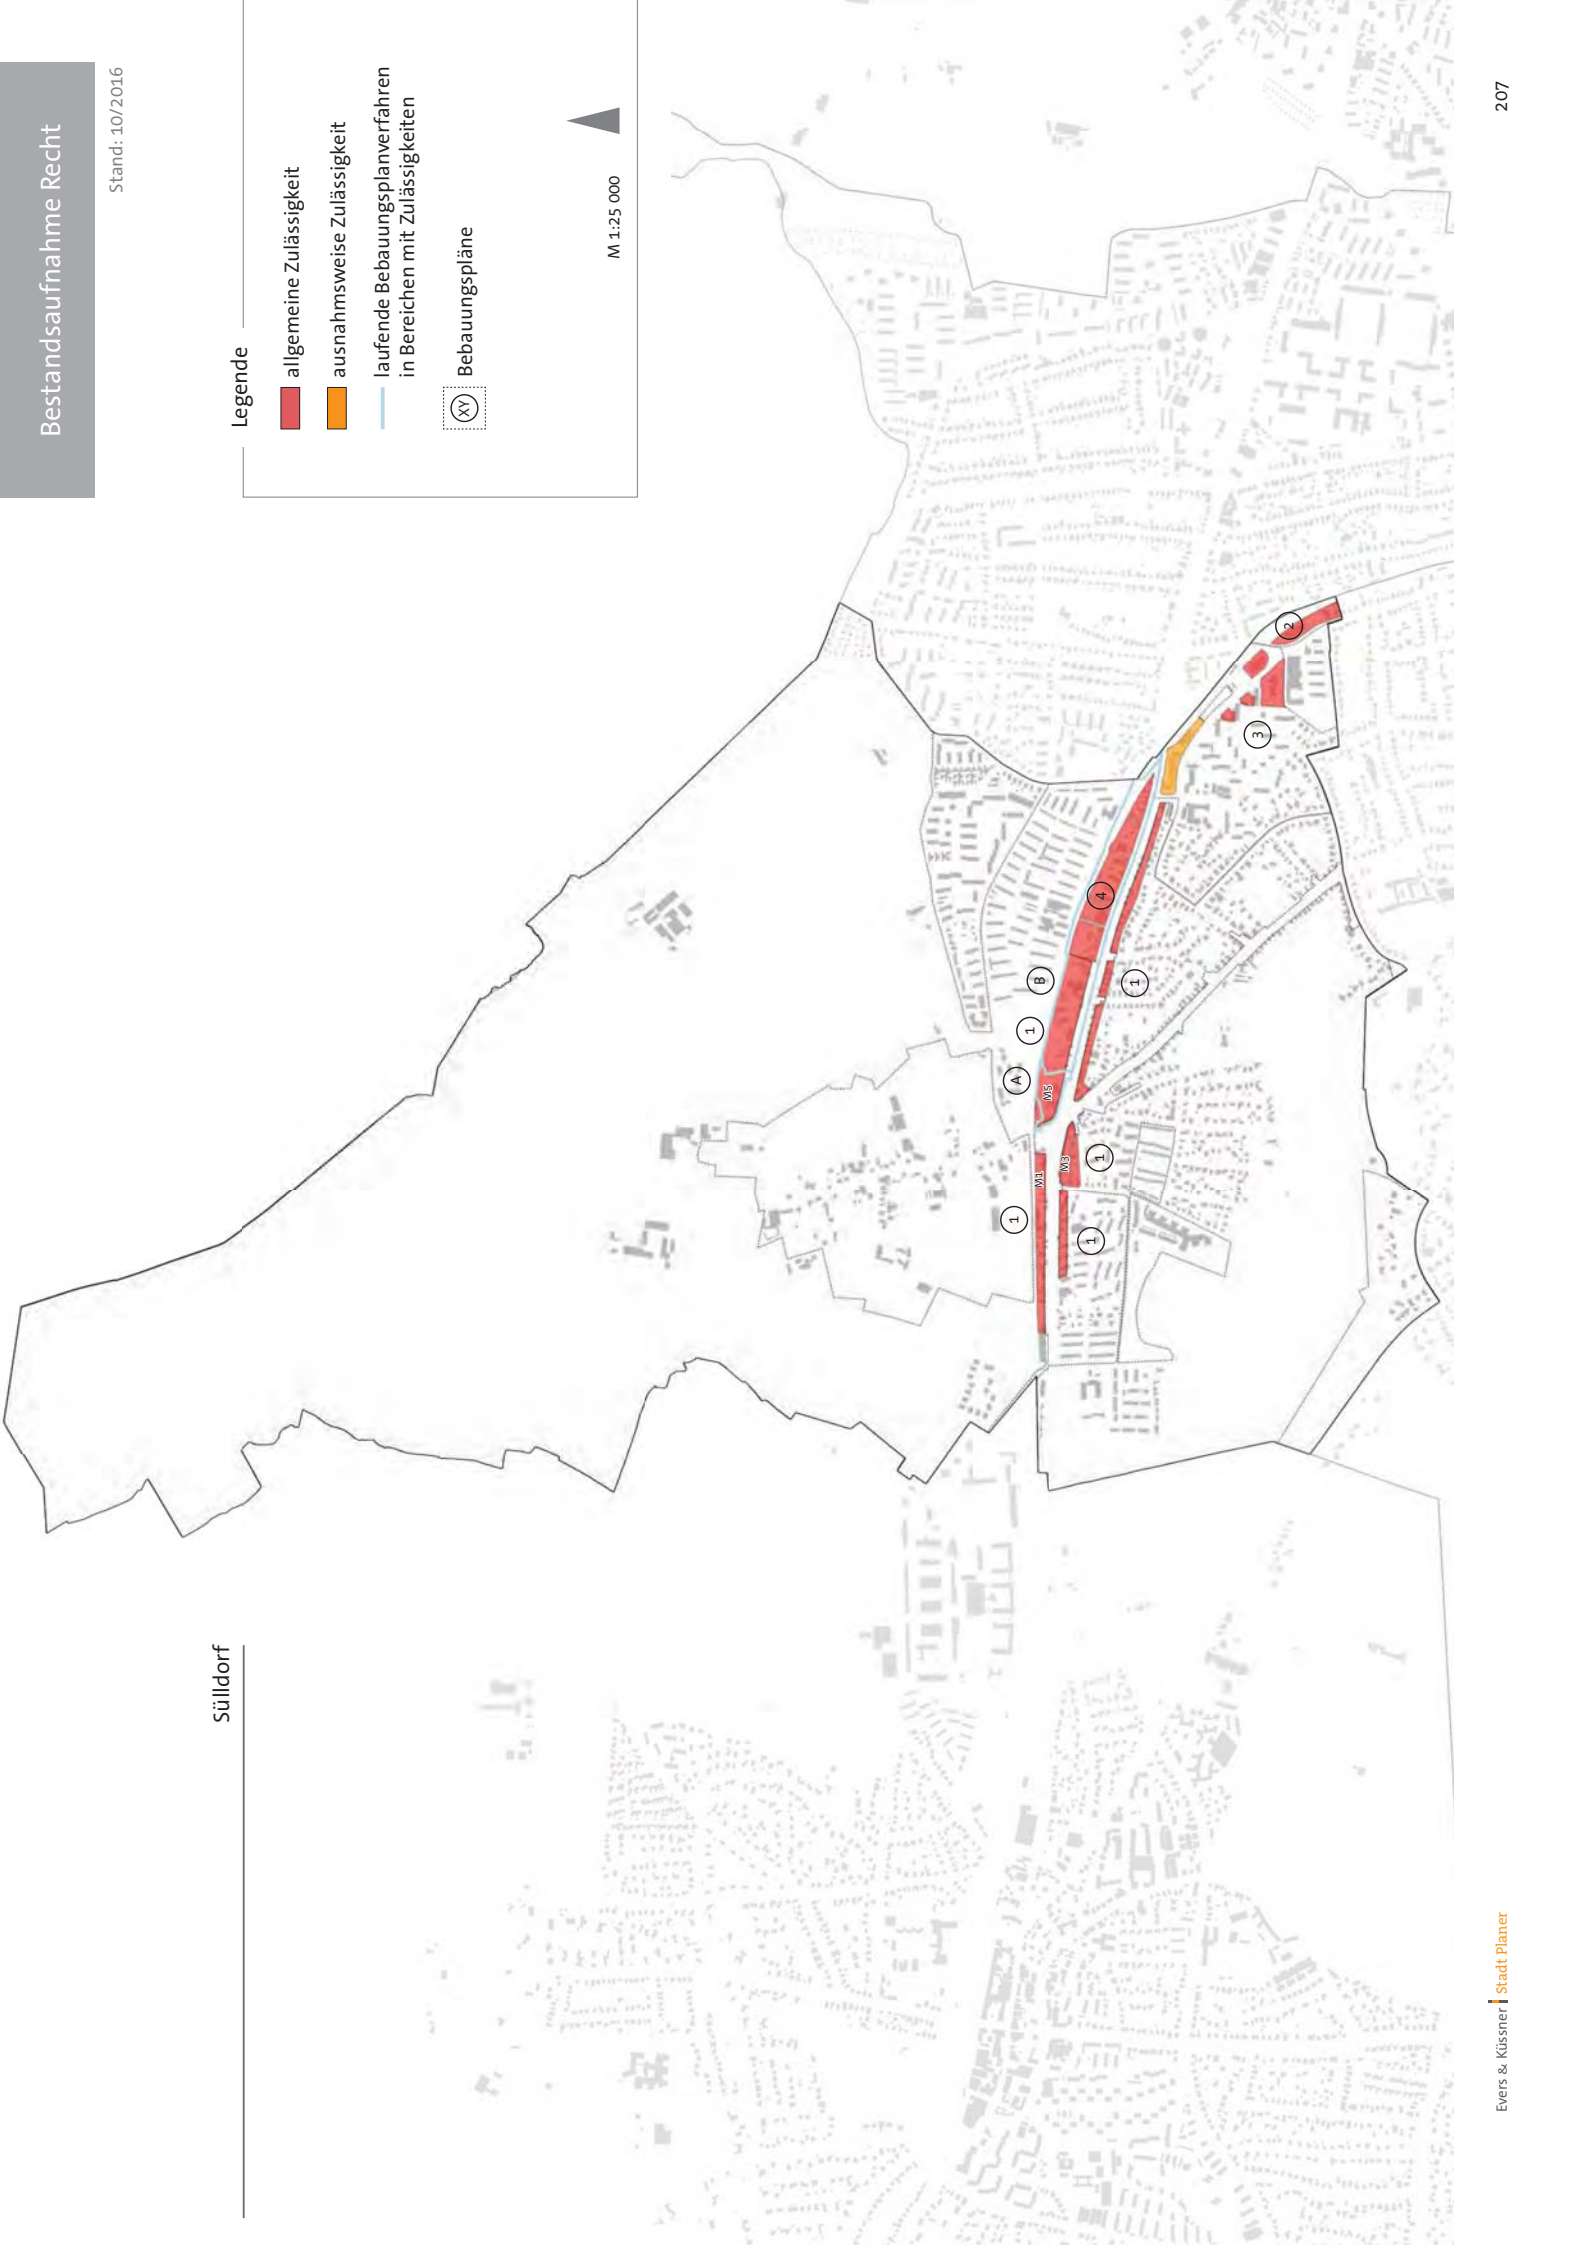 Sülldorf
Bestandsaufnahme Recht
Stand: 10/2016
Legende
allgemeine Zulässigkeit
ausnahmsweise Zulässigkeit
laufende Bebauungsplanverfahren
in Bereichen mit Zulässigkeiten
XY
Bebauungspläne
M 1:25 000
1
M1
A
1
B
M5
M3
1
1
4
1
3
2
Evers & Küssner | Stadt Planer
207